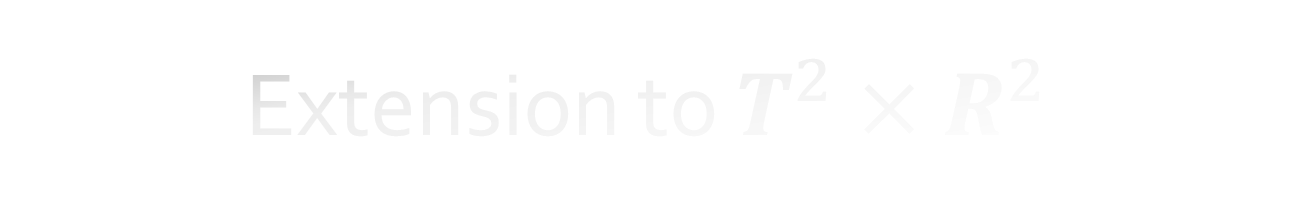 Extension to 𝑻² × 𝑹²